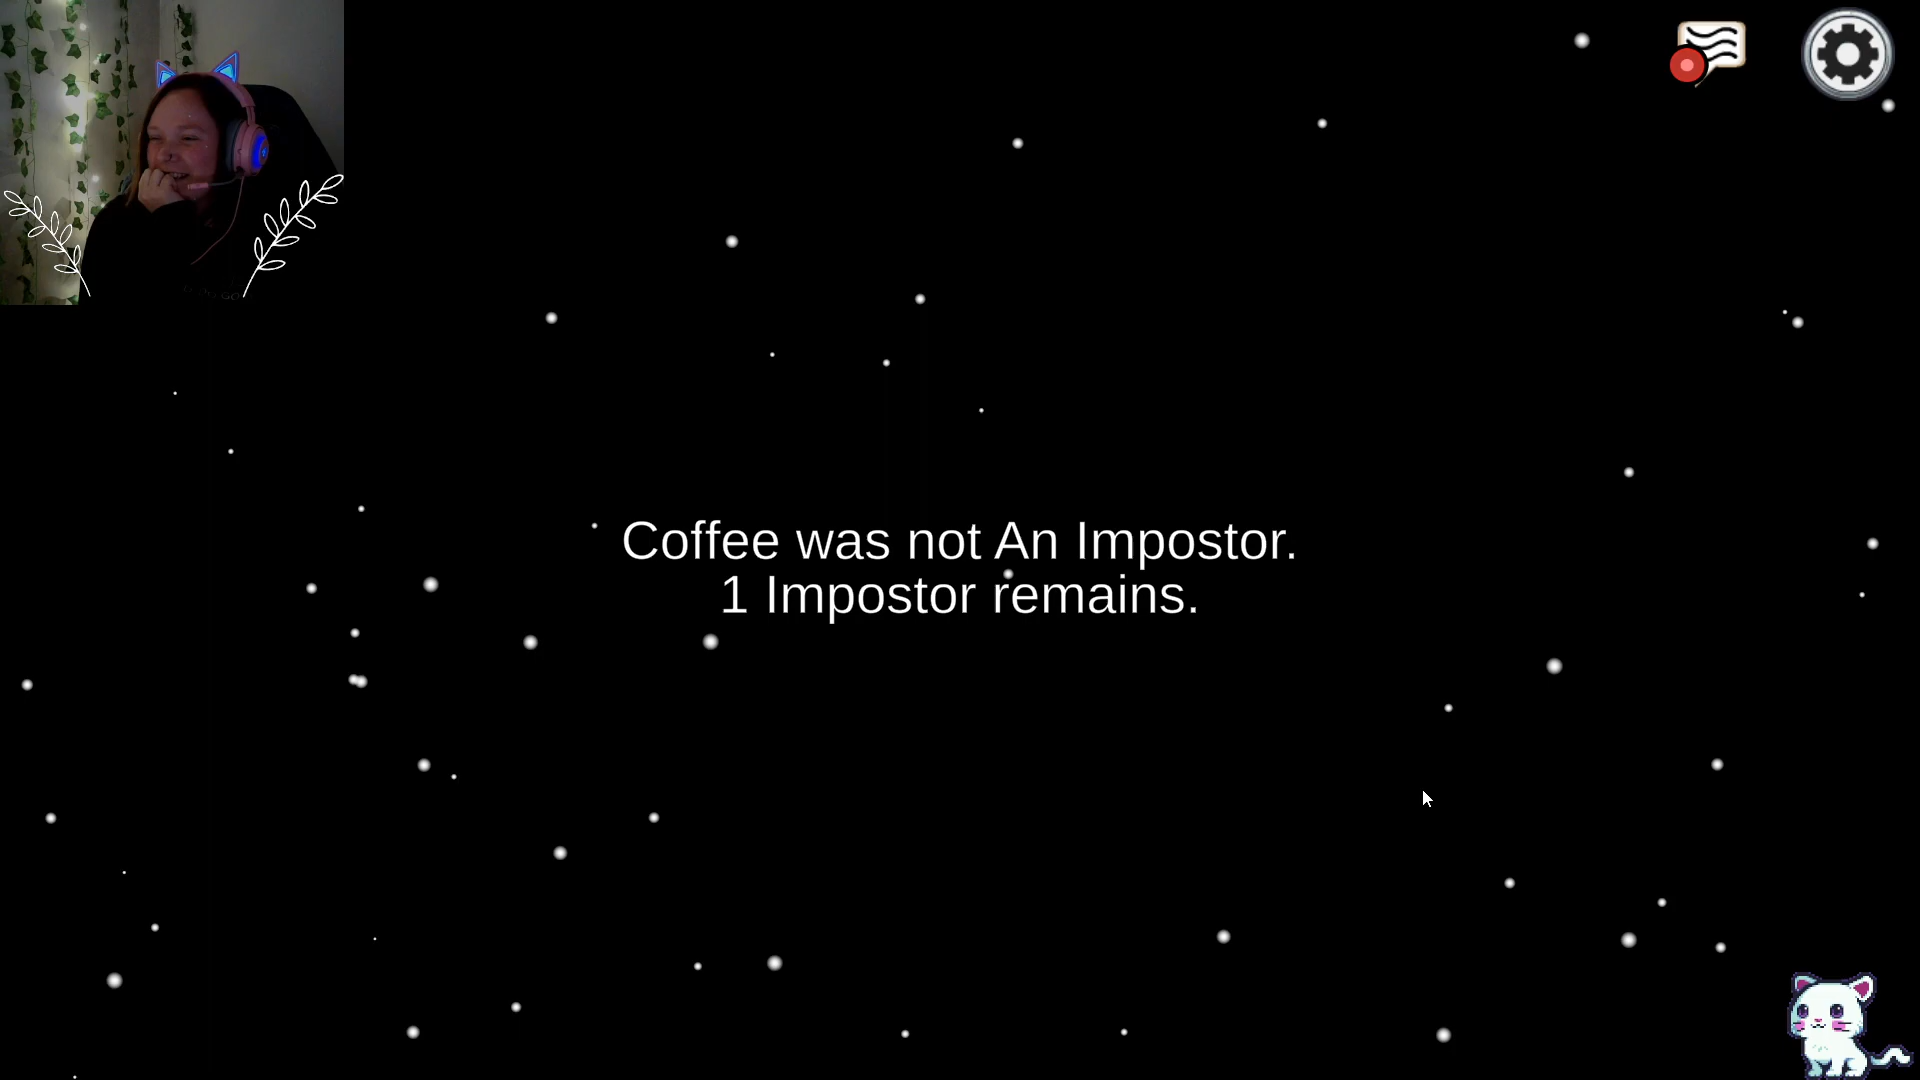 Coffee was not An Impostor.
1 Impostor remains.